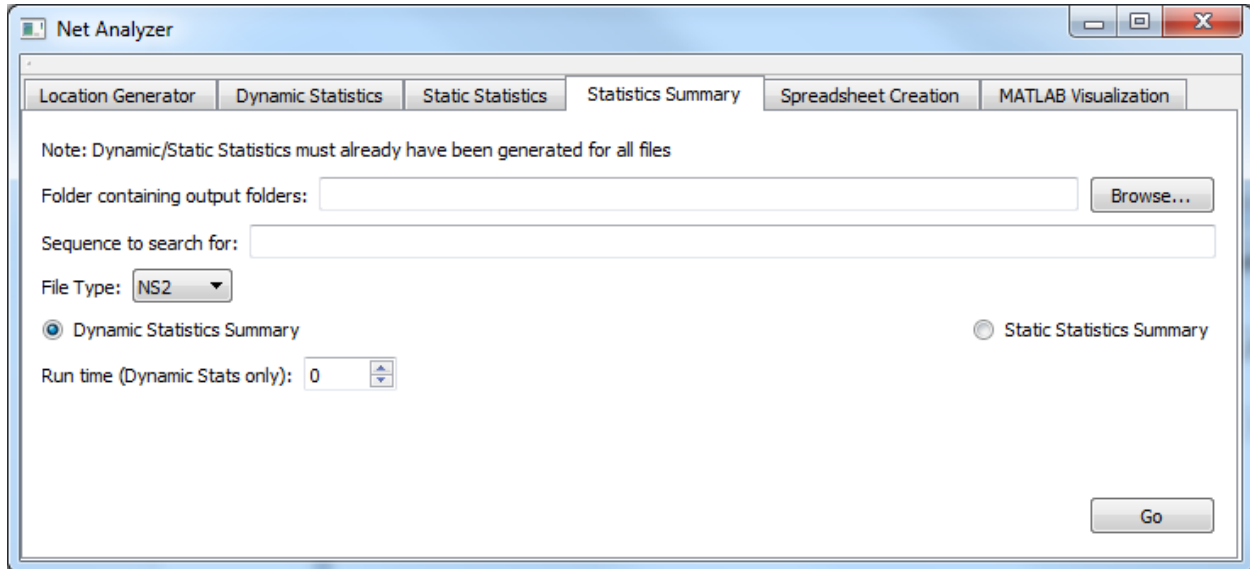 Net Analyzer
Location Generator Dynamic Statistics Static Statistics Statistics Summary Spreadsheet Creation MATLAB Visualization
Note: Dynamic/Static Statistics must already have been generated for all files
Folder containing output folders: Browse...
Sequence to search for:
File Type: NS2
Dynamic Statistics Summary Static Statistics Summary
Run time (Dynamic Stats only): 0
Go